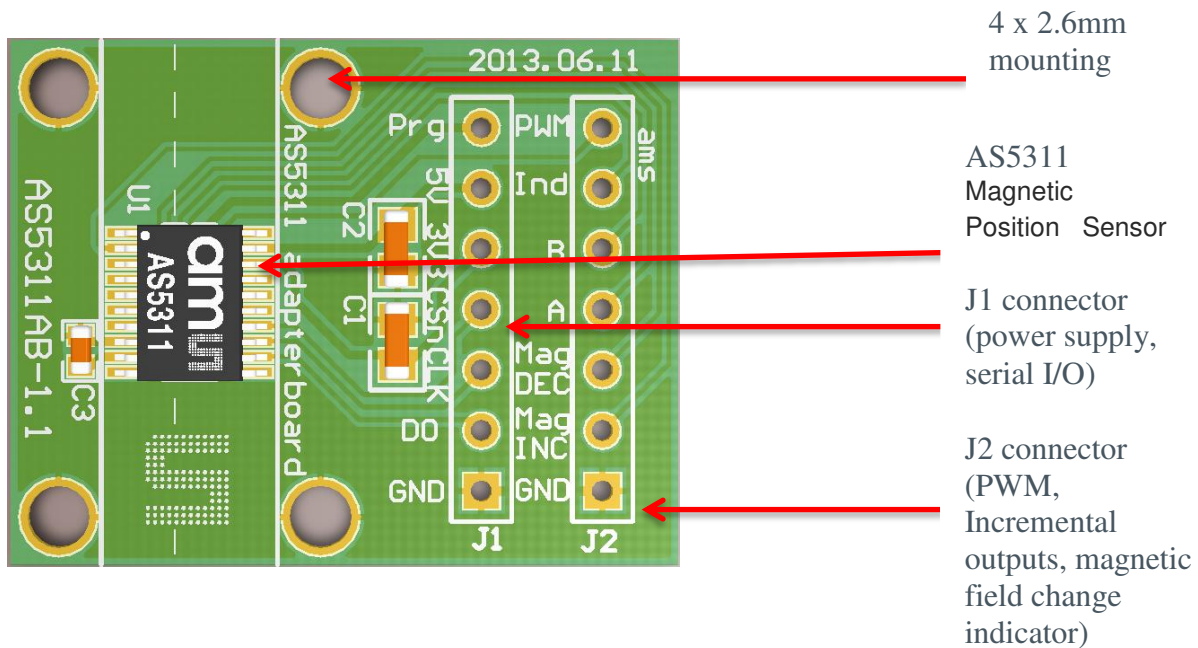 4 x 2.6mm
mounting
2013.06.11
Prg
PWM
ams
5V
Ind
3V3
B
CSn
A
CLK
Mag
DEC
DO
Mag
INC
GND
GND
J1
J2
AS5311 adapterboard
C2
C1
U1
ams
AS5311
AS5311AB-1.1
C3
AS5311
Magnetic
Position Sensor
J1 connector
(power supply,
serial I/O)
J2 connector
(PWM,
Incremental
outputs, magnetic
field change
indicator)